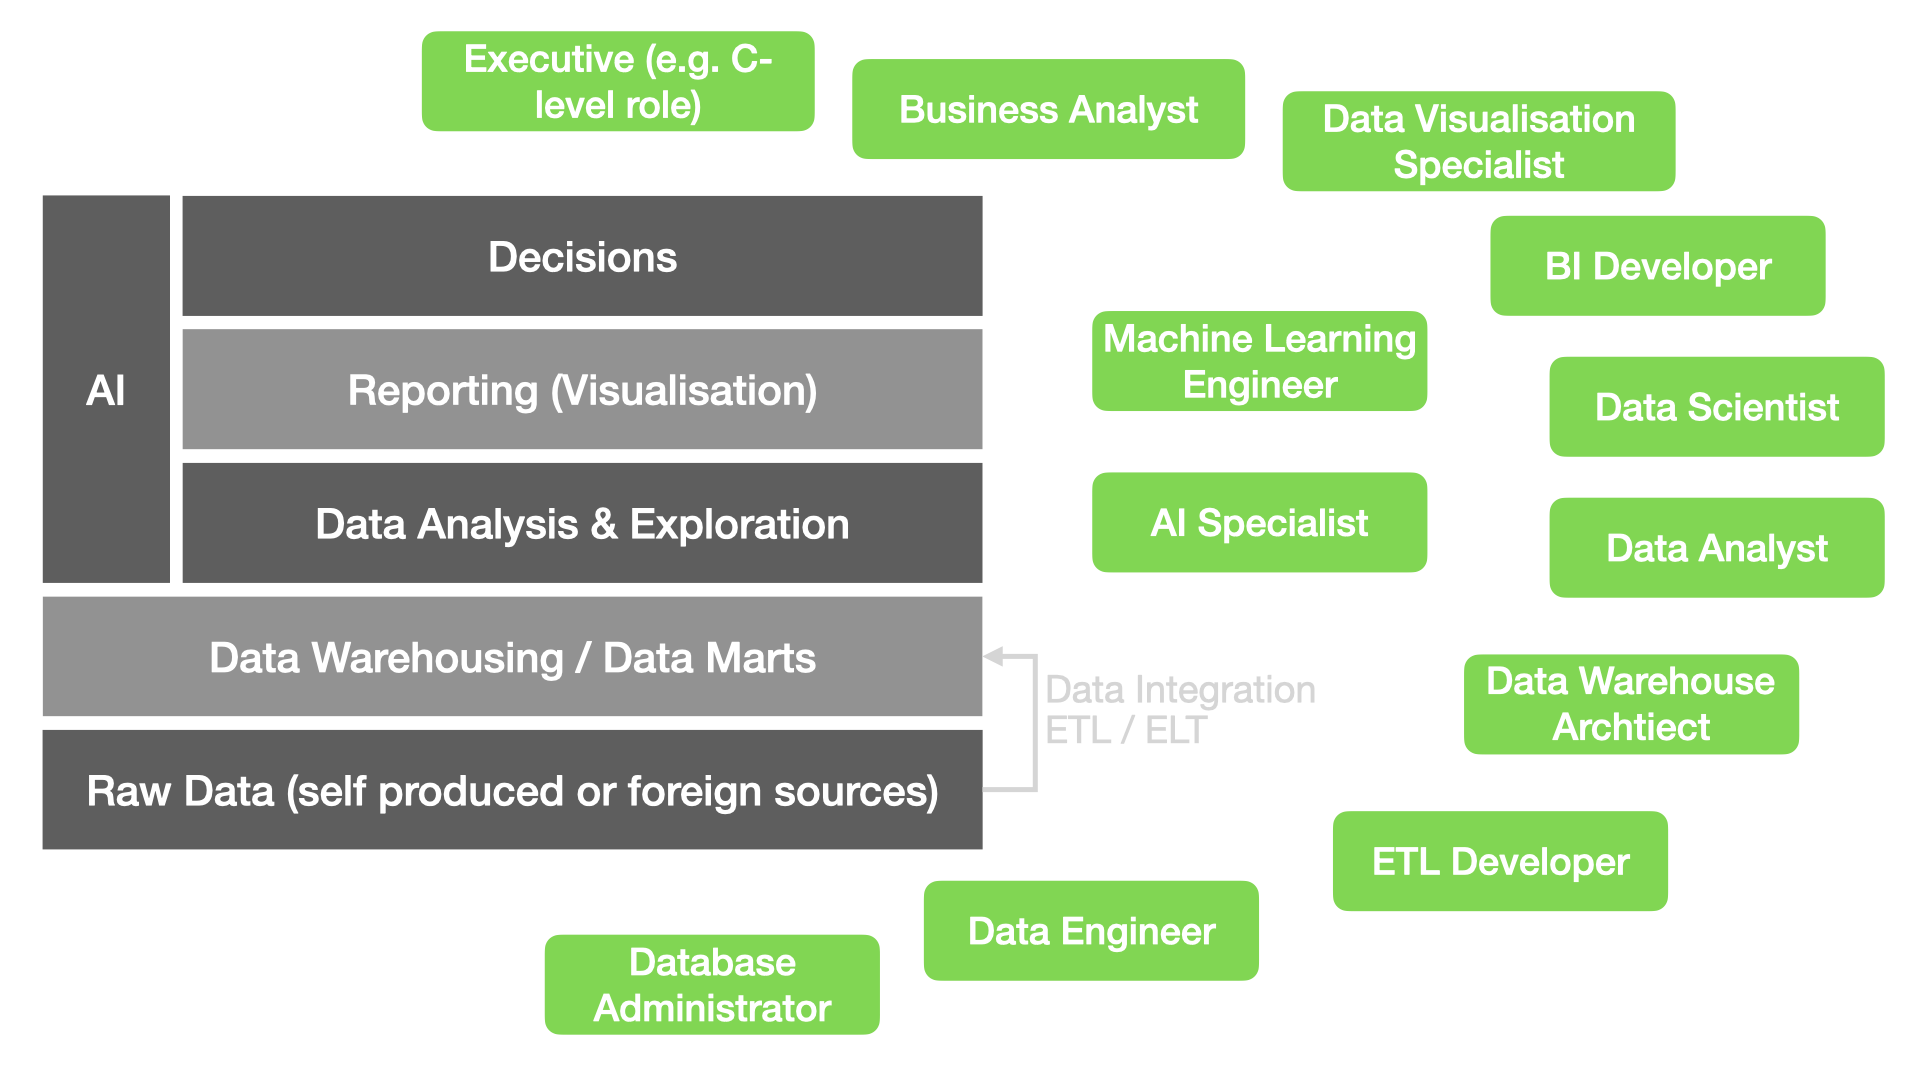 Executive (e.g. C-
level role)
Business Analyst
Data Visualisation
Specialist
BI Developer
Machine Learning
Engineer
Data Scientist
AI Specialist
Data Analyst
Data Warehouse
Archtiect
ETL Developer
Data Engineer
Database
Administrator
AI
Decisions
Reporting (Visualisation)
Data Analysis & Exploration
Data Warehousing / Data Marts
Raw Data (self produced or foreign sources)
Data Integration
ETL / ELT